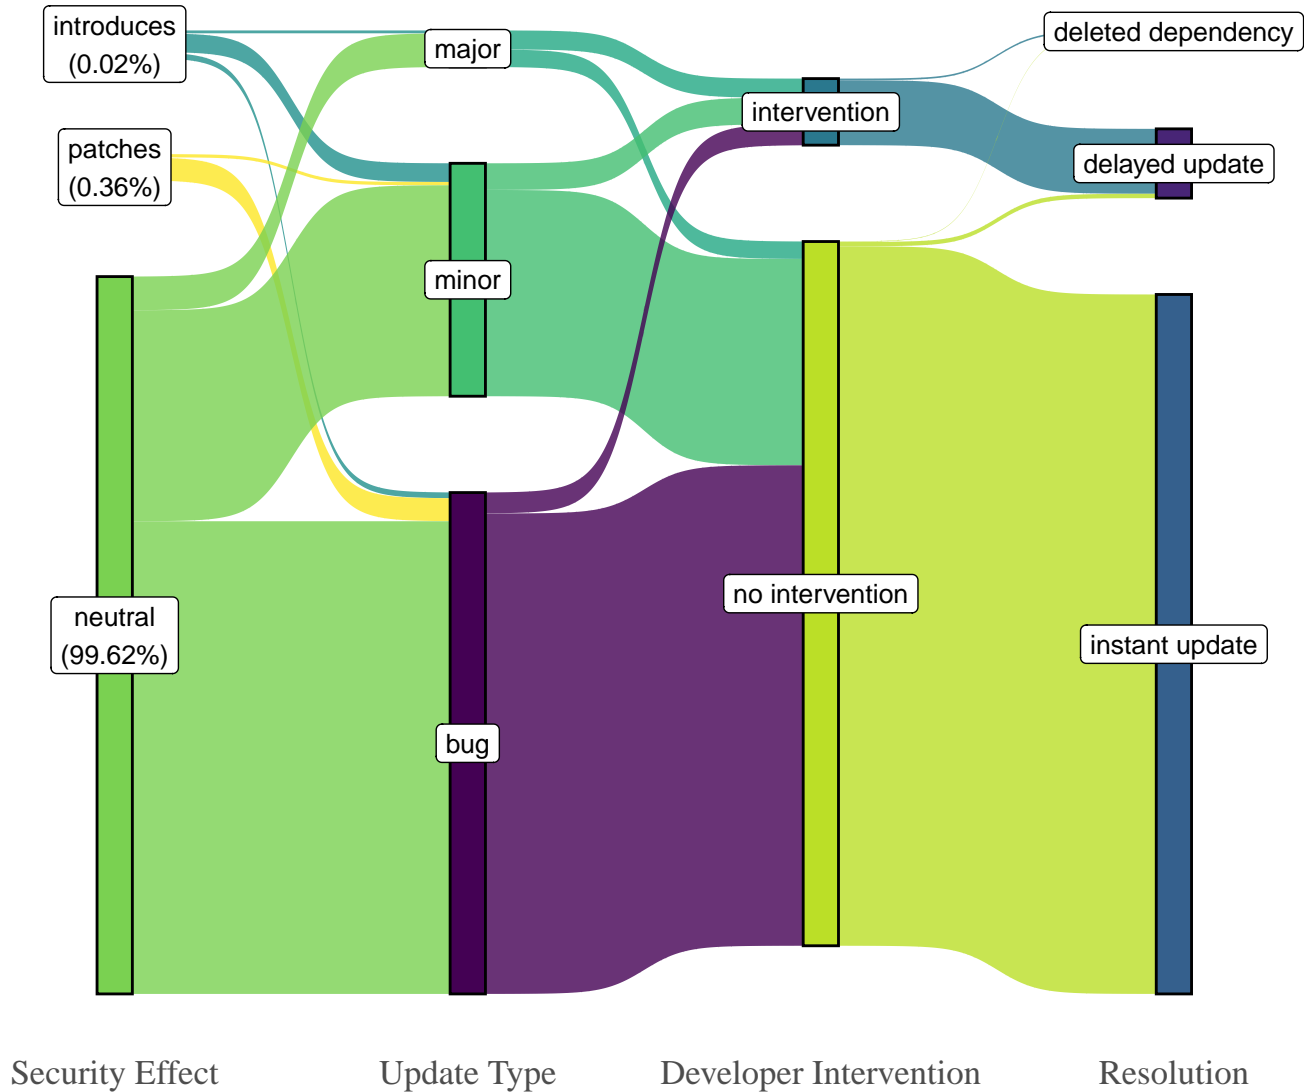 introduces
(0.02%)
patches
(0.36%)
neutral
(99.62%)
major
minor
bug
intervention
no intervention
deleted dependency
delayed update
instant update
Security Effect
Update Type
Developer Intervention
Resolution